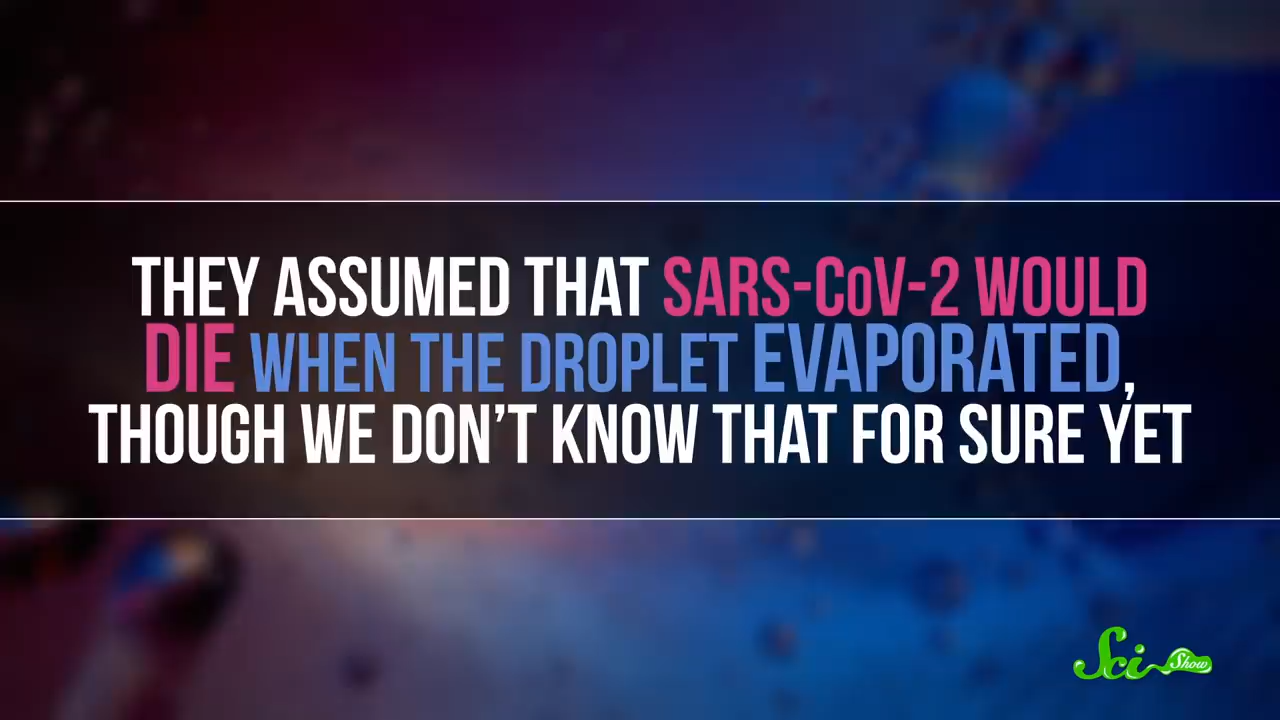 THEY ASSUMED THAT SARS-CoV-2 WOULD
DIE WHEN THE DROPLET EVAPORATED,
THOUGH WE DON'T KNOW THAT FOR SURE YET
Sci Show